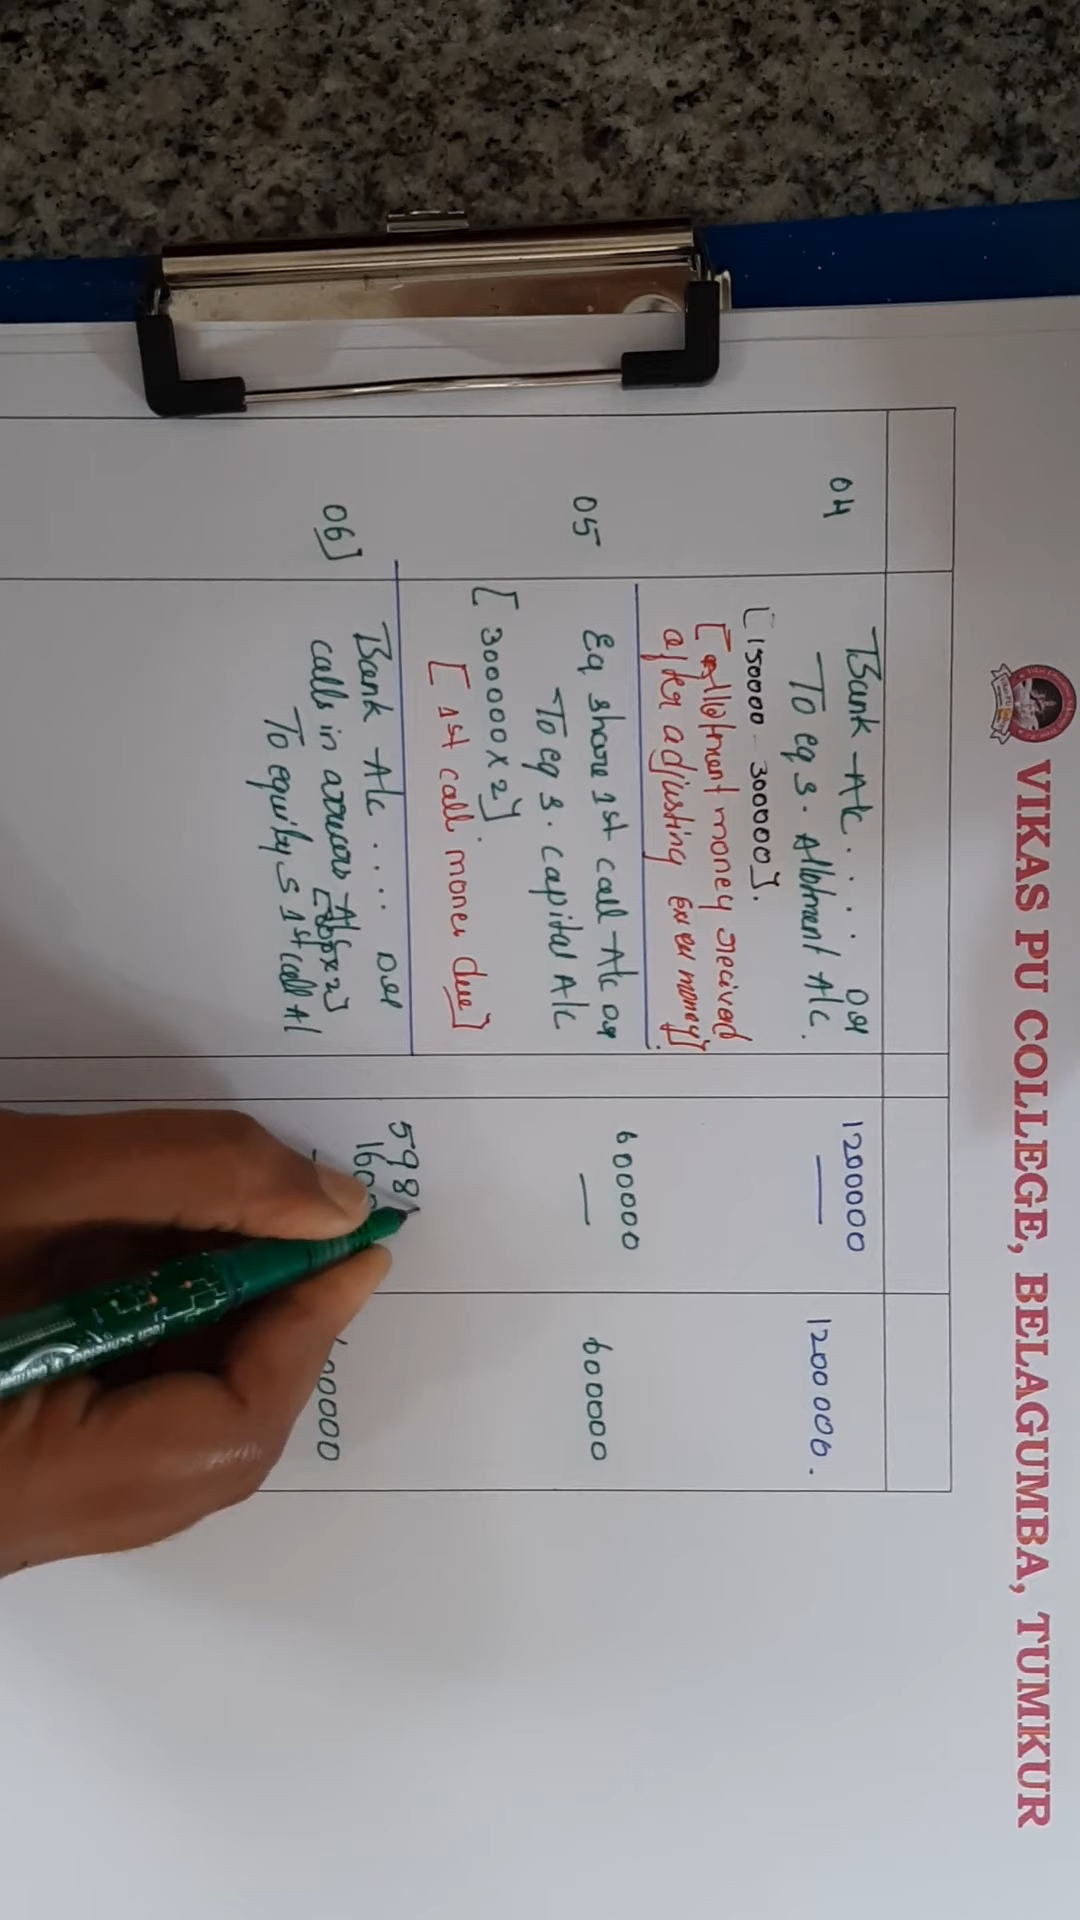 VIKAS PU COLLEGE, BELAGUMBA, TUMKUR
04 Bank A/c . . . . Dr 1200000
To eq s. Allotment A/c. — 1200000.
[150000 - 300000].
[Allotment money received
after adjusting money].
05 Eq share 1st call A/c Dr 600000
To eq s. capital A/c — 600000
[300000 x 2]
[1st call money due]
06] Bank A/c . . . . Dr 598
calls in arrears A/c
x 2]
To equity s 1st call A/